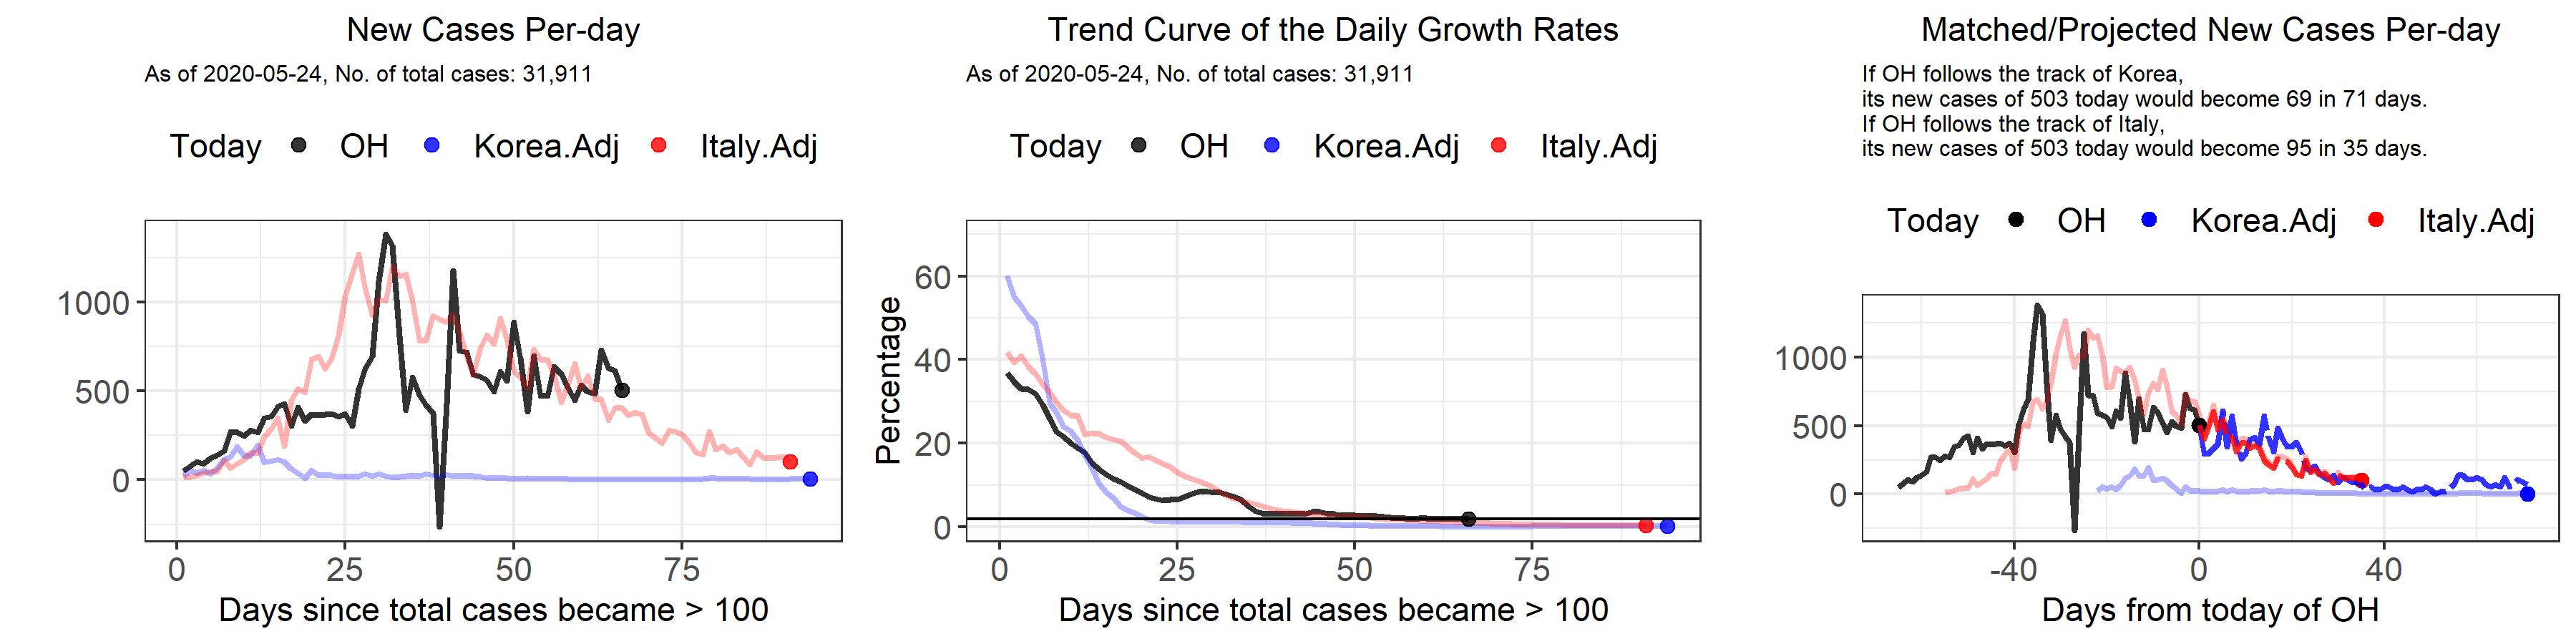 New Cases Per-day
As of 2020-05-24, No. of total cases: 31,911
Today OH Korea.Adj Italy.Adj
1000
500
0
0 25 50 75
Days since total cases became > 100
Trend Curve of the Daily Growth Rates
As of 2020-05-24, No. of total cases: 31,911
Today OH Korea.Adj Italy.Adj
Percentage
60
40
20
0
0 25 50 75
Days since total cases became > 100
Matched/Projected New Cases Per-day
If OH follows the track of Korea,
its new cases of 503 today would become 69 in 71 days.
If OH follows the track of Italy,
its new cases of 503 today would become 95 in 35 days.
Today OH Korea.Adj Italy.Adj
1000
500
0
-40 0 40
Days from today of OH